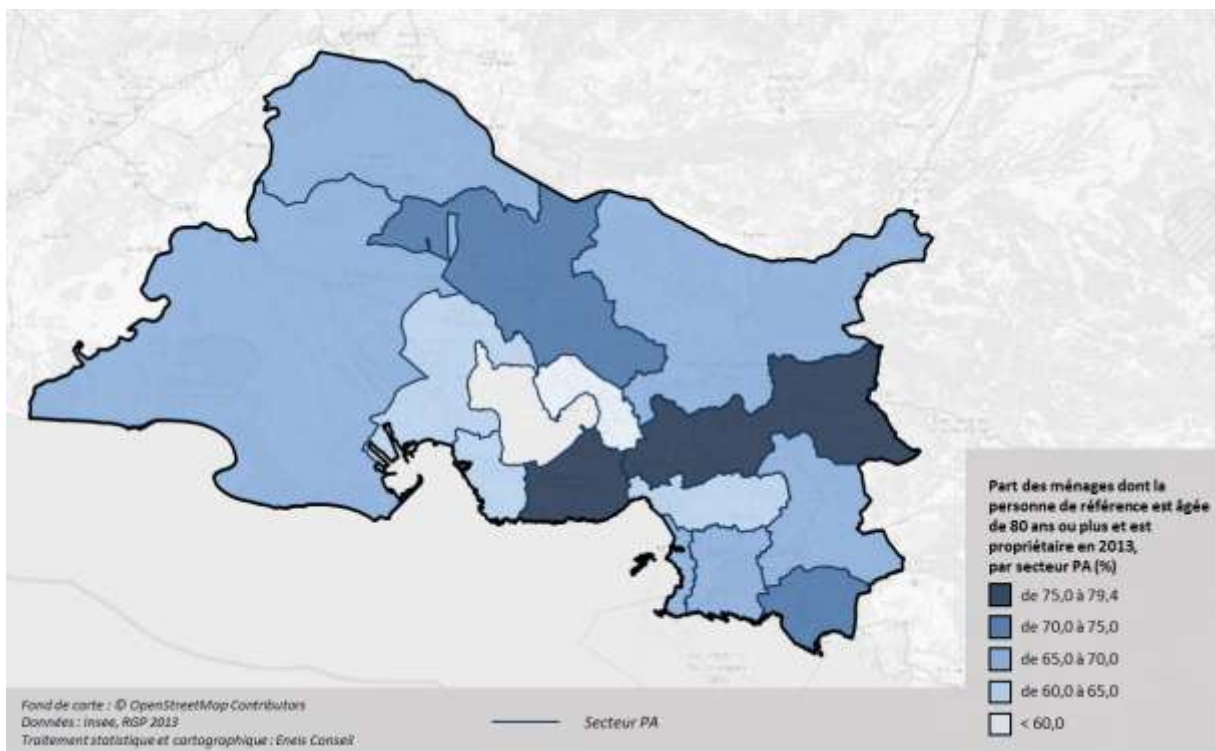 Part des ménages dont la
personne de référence est âgée
de 80 ans ou plus et est
propriétaire en 2013,
par secteur PA (%)
de 75,0 à 79,4
de 70,0 à 75,0
de 65,0 à 70,0
de 60,0 à 65,0
< 60,0
Fond de carte : © OpenStreetMap Contributors
Données : Insee, RGP 2013
Traitement statistique et cartographique : Eneis Conseil
Secteur PA